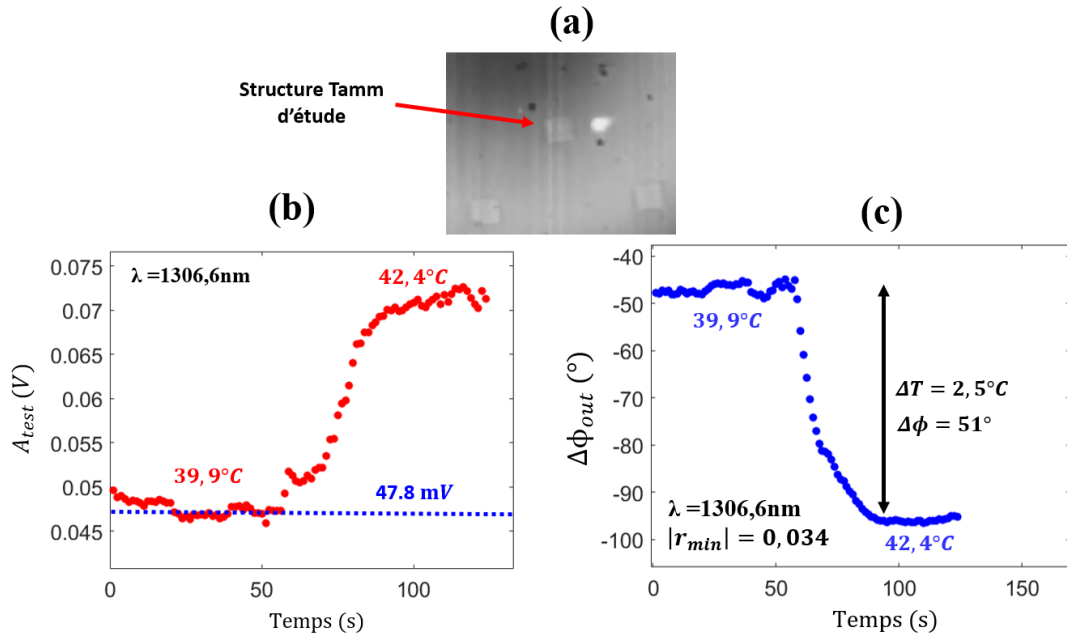 (a)
Structure Tamm
d'étude
(b)
λ =1306,6nm
42,4°C
39,9°C
47.8 mV
0.075
0.07
0.065
0.06
0.055
0.05
0.045
A_test (V)
0
50
100
Temps (s)
(c)
-40
-50
-60
-70
-80
-90
-100
Δϕ_out (°)
39,9°C
ΔT = 2,5°C
Δϕ = 51°
λ =1306,6nm
|r_min| = 0,034
42,4°C
0
50
100
150
Temps (s)